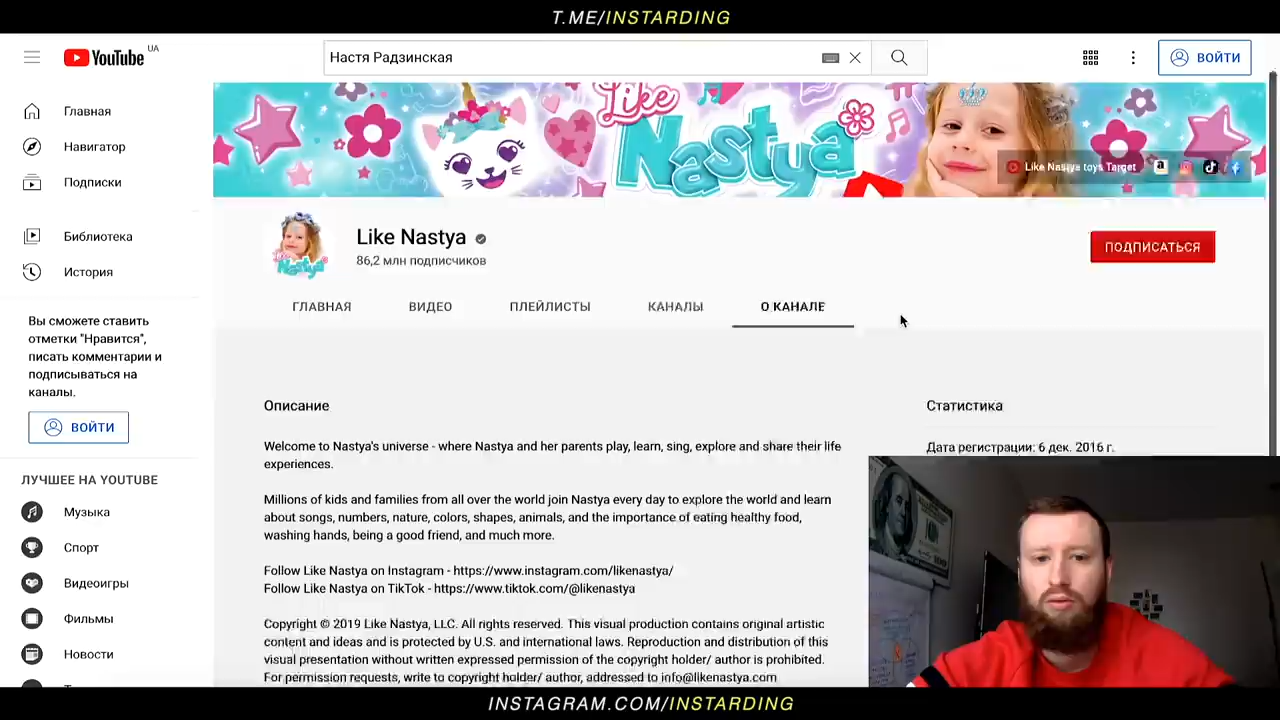 T.ME/INSTARDING
YouTube UA
Настя Радзинская
ВОЙТИ
Главная
Навигатор
Подписки
Библиотека
История
Вы сможете ставить
отметки "Нравится",
писать комментарии и
подписываться на
каналы.
ВОЙТИ
ЛУЧШЕЕ НА YOUTUBE
Музыка
Спорт
Видеоигры
Фильмы
Новости
Like
Nastya
Like Nastya toys Target
Like Nastya
86,2 млн подписчиков
ПОДПИСАТЬСЯ
ГЛАВНАЯ
ВИДЕО
ПЛЕЙЛИСТЫ
КАНАЛЫ
О КАНАЛЕ
Описание
Welcome to Nastya's universe - where Nastya and her parents play, learn, sing, explore and share their life
experiences.
Millions of kids and families from all over the world join Nastya every day to explore the world and learn
about songs, numbers, nature, colors, shapes, animals, and the importance of eating healthy food,
washing hands, being a good friend, and much more.
Follow Like Nastya on Instagram - https://www.instagram.com/likenastya/
Follow Like Nastya on TikTok - https://www.tiktok.com/@likenastya
Copyright © 2019 Like Nastya, LLC. All rights reserved. This visual production contains original artistic
content and ideas and is protected by U.S. and international laws. Reproduction and distribution of this
visual presentation without written expressed permission of the copyright holder/ author is prohibited.
For permission requests, write to copyright holder/ author, addressed to info@likenastya.com
Статистика
Дата регистрации: 6 дек. 2016 г.
INSTAGRAM.COM/INSTARDING